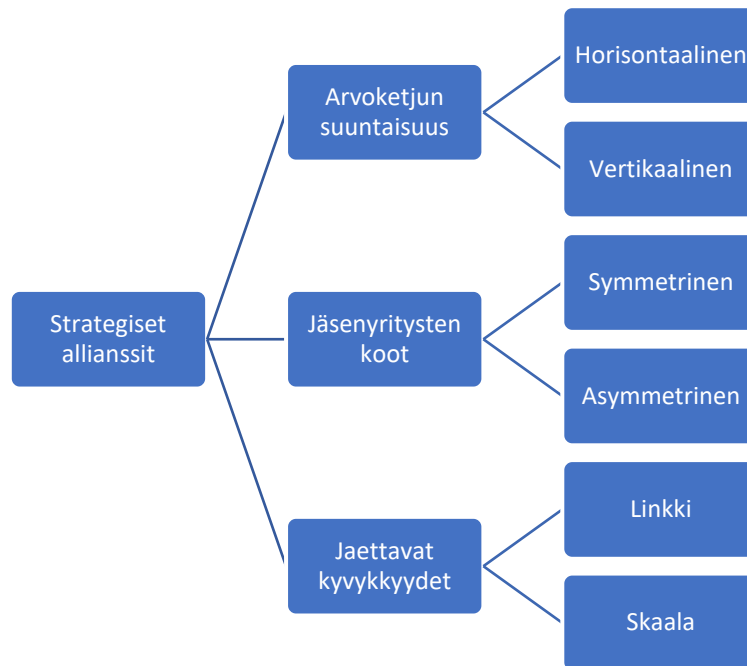 Strategiset
allianssit
Arvoketjun
suuntaisuus
Horisontaalinen
Vertikaalinen
Jäsenyritysten
koot
Symmetrinen
Asymmetrinen
Jaettavat
kyvykkyydet
Linkki
Skaala